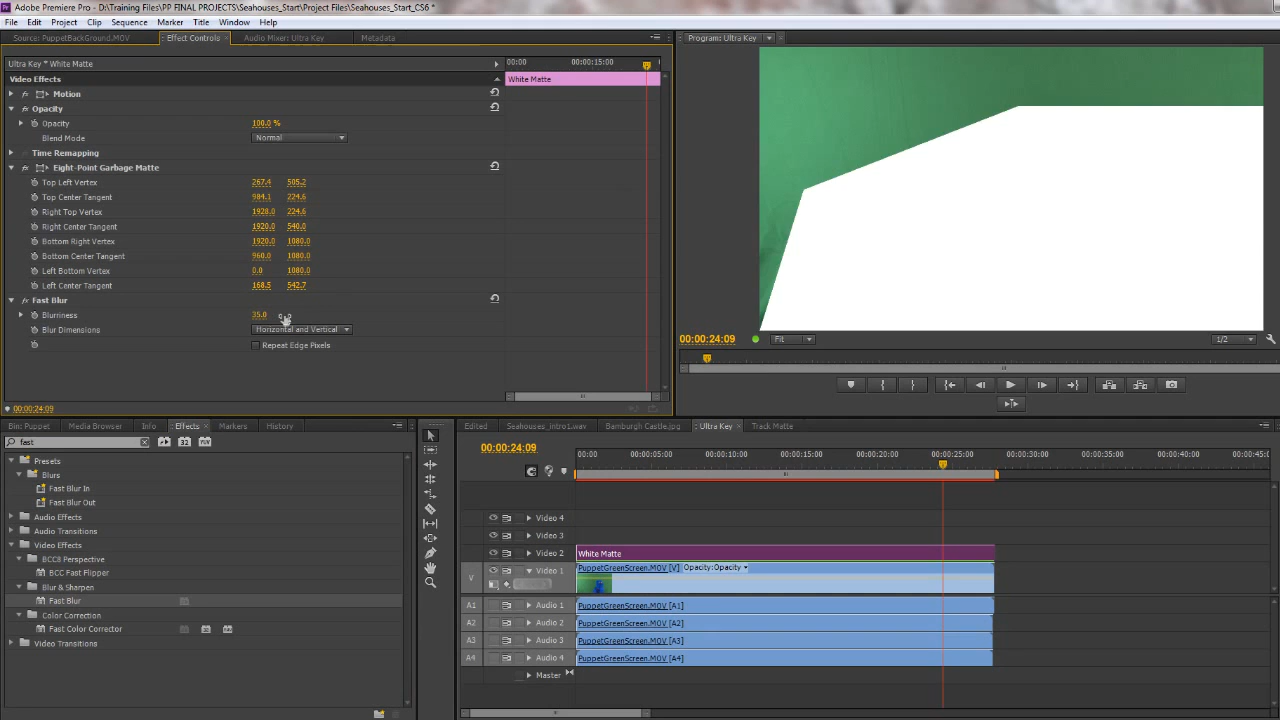 Adobe Premiere Pro - D:\Training Files\PP FINAL PROJECTS\Seahouses_Start\Project Files\Seahouses_Start_CS6 *
File Edit Project Clip Sequence Marker Title Window Help
Source: PuppetBackGround.MOV Effect Controls Audio Mixer: Ultra Key Metadata
Ultra Key * White Matte
00:00 00:00:15:00
Video Effects
White Matte
Motion
Opacity
Opacity 100.0 %
Blend Mode Normal
Time Remapping
Eight-Point Garbage Matte
Top Left Vertex 267.4 505.2
Top Center Tangent 984.1 224.6
Right Top Vertex 1928.0 224.6
Right Center Tangent 1920.0 540.0
Bottom Right Vertex 1920.0 1080.0
Bottom Center Tangent 960.0 1080.0
Left Bottom Vertex 0.0 1080.0
Left Center Tangent 168.5 542.7
Fast Blur
Blurriness 35.0
Blur Dimensions Horizontal and Vertical
Repeat Edge Pixels
00:00:24:09
Program: Ultra Key
00:00:24:09 Fit 1/2
Bin: Puppet Media Browser Info Effects Markers History
fast
Presets
Blurs
Fast Blur In
Fast Blur Out
Audio Effects
Audio Transitions
Video Effects
BCC8 Perspective
BCC Fast Flipper
Blur & Sharpen
Fast Blur
Color Correction
Fast Color Corrector
Video Transitions
Edited Seahouses_intro1.wav Bamburgh Castle.jpg Ultra Key Track Matte
00:00:24:09
00:00 00:00:05:00 00:00:10:00 00:00:15:00 00:00:20:00 00:00:25:00 00:00:30:00 00:00:35:00 00:00:40:00 00:00:45:0
Video 4
Video 3
Video 2 White Matte
V Video 1 PuppetGreenScreen.MOV [V] Opacity:Opacity
A1 Audio 1 PuppetGreenScreen.MOV [A1]
A2 Audio 2 PuppetGreenScreen.MOV [A2]
A3 Audio 3 PuppetGreenScreen.MOV [A3]
A4 Audio 4 PuppetGreenScreen.MOV [A4]
Master